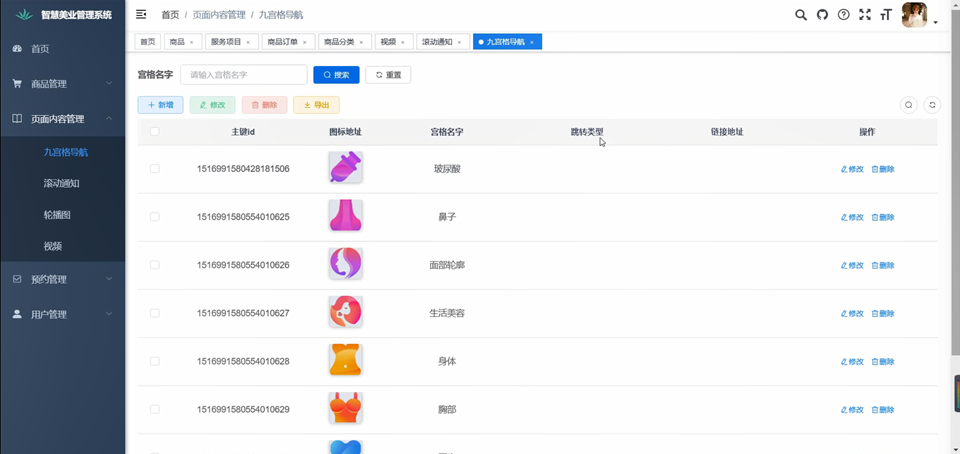 智慧美业管理系统
首页 / 页面内容管理 / 九宫格导航
首页
商品管理
页面内容管理
九宫格导航
滚动通知
轮播图
视频
预约管理
用户管理
首页 商品 × 服务项目 × 商品订单 × 商品分类 × 视频 × 滚动通知 × 九宫格导航 ×
宫格名字 请输入宫格名字 搜索 重置
+ 新增 修改 删除 导出
主键id 图标地址 宫格名字 跳转类型 链接地址 操作
1516991580428181506 玻尿酸 修改 删除
1516991580554010625 鼻子 修改 删除
1516991580554010626 面部轮廓 修改 删除
1516991580554010627 生活美容 修改 删除
1516991580554010628 身体 修改 删除
1516991580554010629 胸部 修改 删除